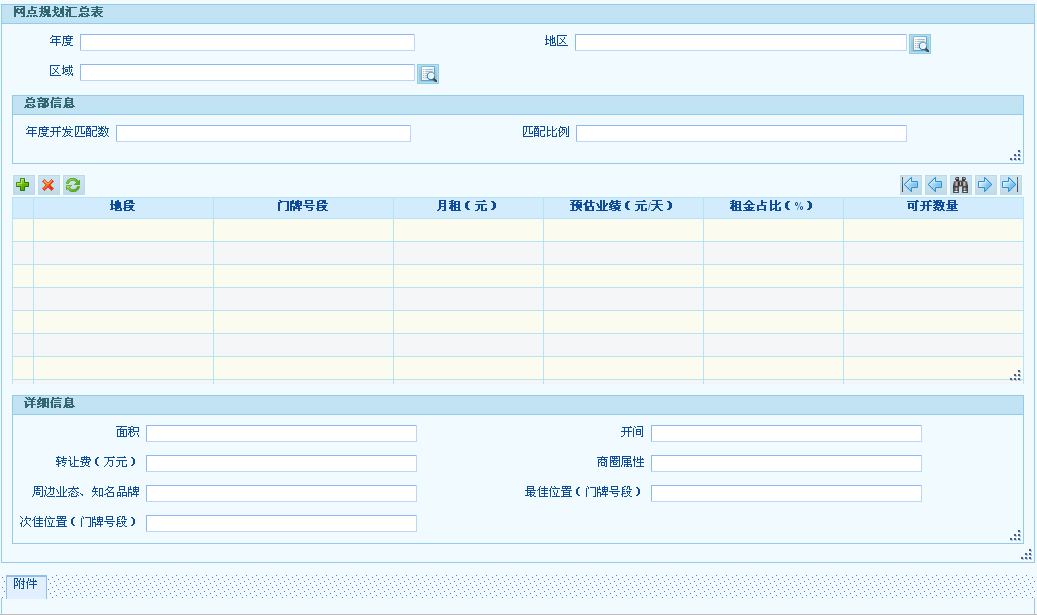 网点规划汇总表
年度 地区
区域
总部信息
年度开发匹配数 匹配比例
地段 门牌号段 月租（元） 预估业绩（元/天） 租金占比（%） 可开数量
详细信息
面积 开间
转让费（万元） 商圈属性
周边业态、知名品牌 最佳位置（门牌号段）
次佳位置（门牌号段）
附件